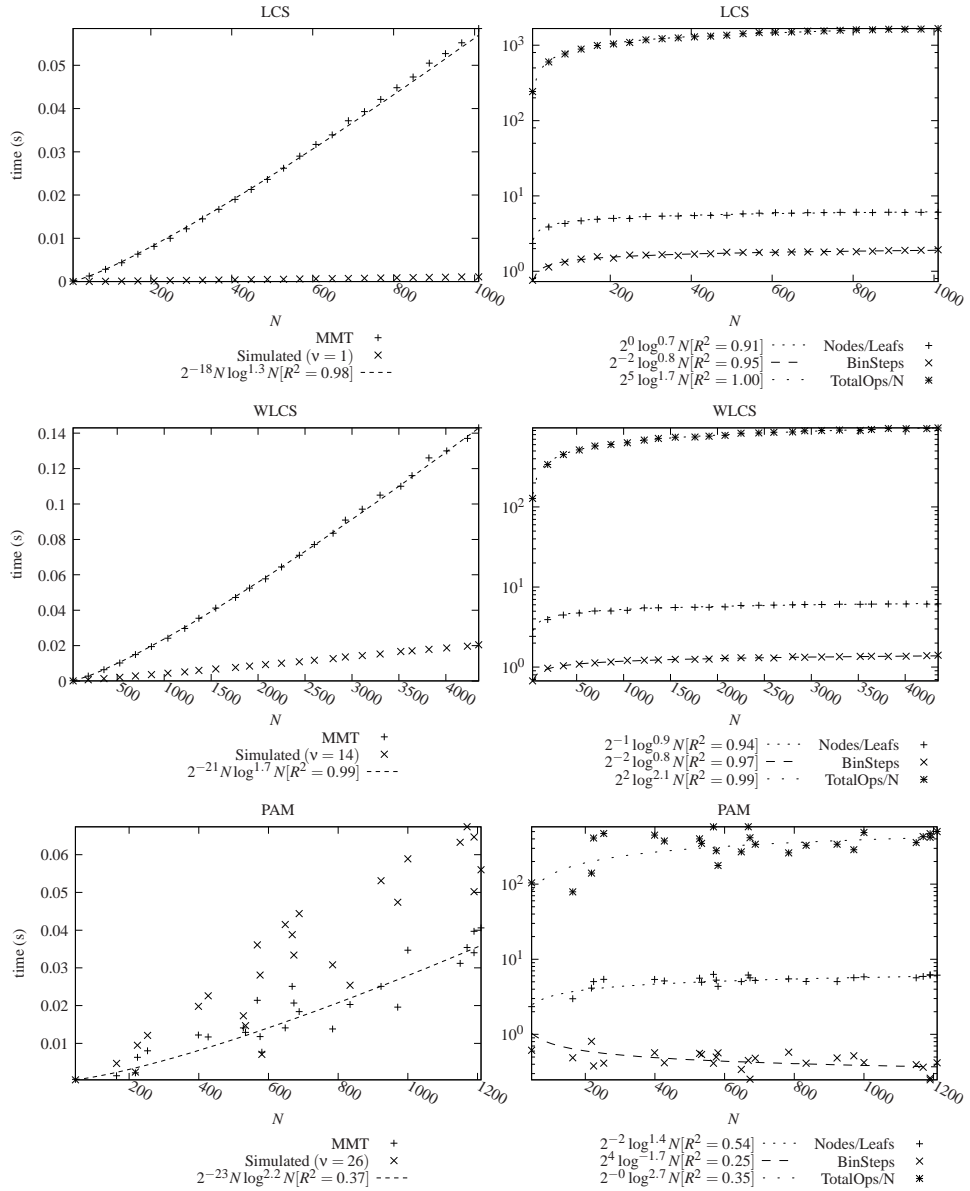 LCS
0.05
0.04
0.03
0.02
0.01
0
time (s)
200
400
600
800
1000
N
MMT +
Simulated (ν = 1) ×
2^−18 N log^1.3 N[R^2 = 0.98] -----
LCS
10^3
10^2
10^1
10^0
200
400
600
800
1000
N
2^0 log^0.7 N[R^2 = 0.91] · · · · Nodes/Leafs +
2^−2 log^0.8 N[R^2 = 0.95] – – – BinSteps ×
2^5 log^1.7 N[R^2 = 1.00] · · · TotalOps/N ∗
WLCS
0.14
0.12
0.1
0.08
0.06
0.04
0.02
0
time (s)
500
1000
1500
2000
2500
3000
3500
4000
N
MMT +
Simulated (ν = 14) ×
2^−21 N log^1.7 N[R^2 = 0.99] -----
WLCS
10^2
10^1
10^0
500
1000
1500
2000
2500
3000
3500
4000
N
2^−1 log^0.9 N[R^2 = 0.94] · · · · Nodes/Leafs +
2^−2 log^0.8 N[R^2 = 0.97] – – – BinSteps ×
2^2 log^2.1 N[R^2 = 0.99] · · · TotalOps/N ∗
PAM
0.06
0.05
0.04
0.03
0.02
0.01
time (s)
200
400
600
800
1000
1200
N
MMT +
Simulated (ν = 26) ×
2^−23 N log^2.2 N[R^2 = 0.37] -----
PAM
10^2
10^1
10^0
200
400
600
800
1000
1200
N
2^−2 log^1.4 N[R^2 = 0.54] · · · · Nodes/Leafs +
2^4 log^−1.7 N[R^2 = 0.25] – – – BinSteps ×
2^−0 log^2.7 N[R^2 = 0.35] · · · TotalOps/N ∗